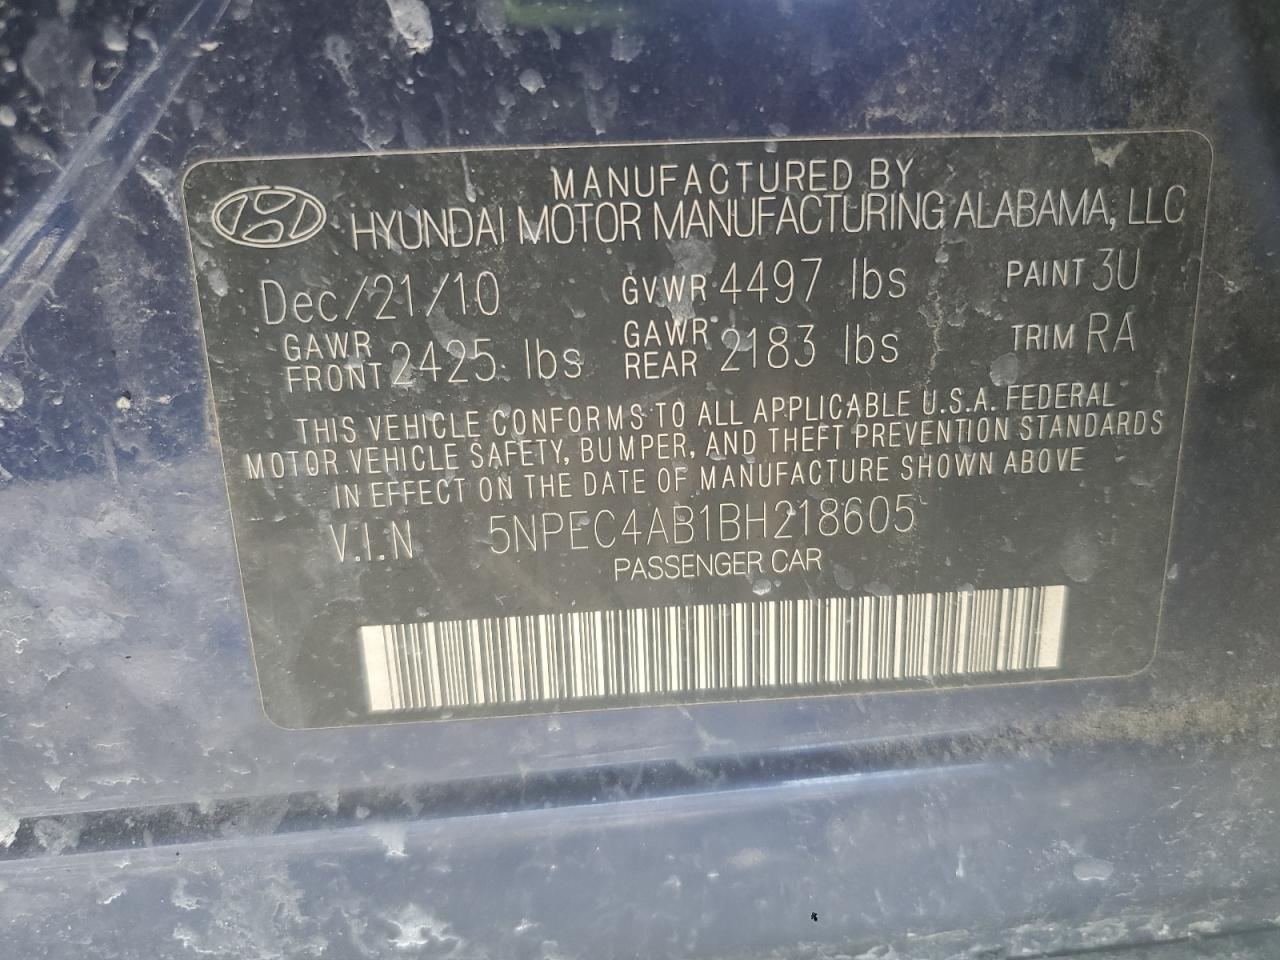 MANUFACTURED BY
HYUNDAI MOTOR MANUFACTURING ALABAMA, LLC
Dec/21/10 GVWR 4497 lbs PAINT 3U
GAWR FRONT 2425 lbs GAWR REAR 2183 lbs TRIM RA
THIS VEHICLE CONFORMS TO ALL APPLICABLE U.S.A. FEDERAL
MOTOR VEHICLE SAFETY, BUMPER, AND THEFT PREVENTION STANDARDS
IN EFFECT ON THE DATE OF MANUFACTURE SHOWN ABOVE
V.I.N 5NPEC4AB1BH218605
PASSENGER CAR